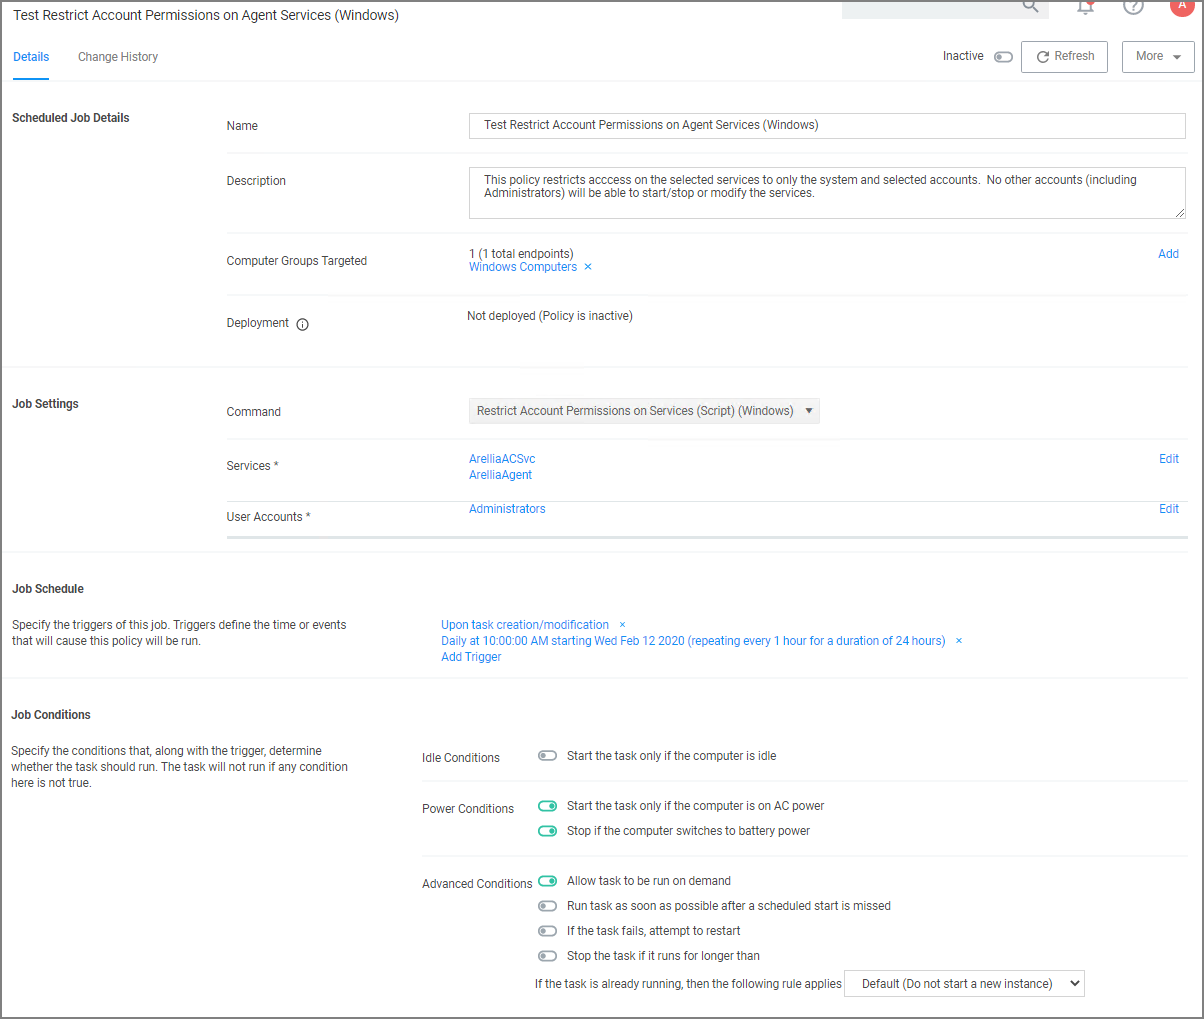 Test Restrict Account Permissions on Agent Services (Windows)
A
Details
Change History
Inactive
Refresh
More
Scheduled Job Details
Name
Test Restrict Account Permissions on Agent Services (Windows)
Description
This policy restricts acccess on the selected services to only the system and selected accounts. No other accounts (including
Administrators) will be able to start/stop or modify the services.
Computer Groups Targeted
1 (1 total endpoints)
Add
Windows Computers ×
Deployment
Not deployed (Policy is inactive)
Job Settings
Command
Restrict Account Permissions on Services (Script) (Windows)
Services *
ArelliaACSvc
Edit
ArelliaAgent
User Accounts *
Administrators
Edit
Job Schedule
Specify the triggers of this job. Triggers define the time or events
that will cause this policy will be run.
Upon task creation/modification ×
Daily at 10:00:00 AM starting Wed Feb 12 2020 (repeating every 1 hour for a duration of 24 hours) ×
Add Trigger
Job Conditions
Specify the conditions that, along with the trigger, determine
whether the task should run. The task will not run if any condition
here is not true.
Idle Conditions
Start the task only if the computer is idle
Power Conditions
Start the task only if the computer is on AC power
Stop if the computer switches to battery power
Advanced Conditions
Allow task to be run on demand
Run task as soon as possible after a scheduled start is missed
If the task fails, attempt to restart
Stop the task if it runs for longer than
If the task is already running, then the following rule applies
Default (Do not start a new instance)